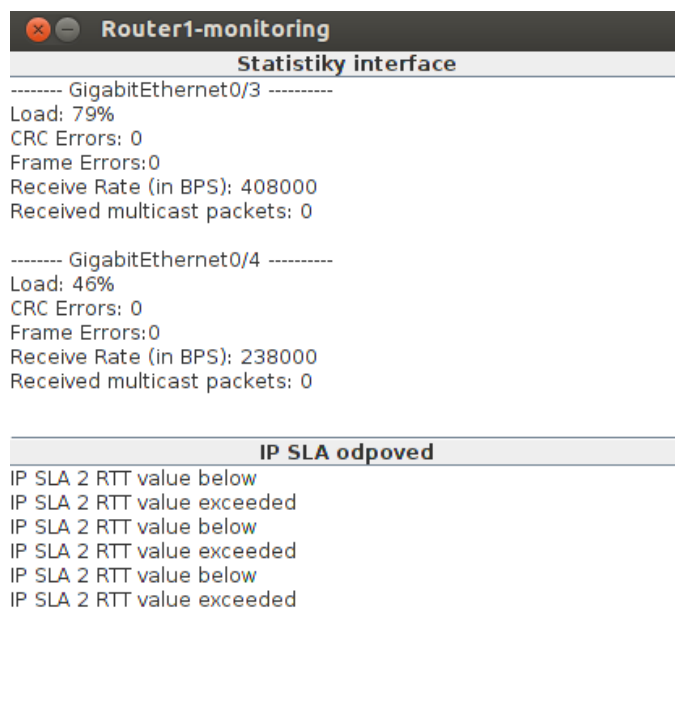 Router1-monitoring
Statistiky interface
-------- GigabitEthernet0/3 ----------
Load: 79%
CRC Errors: 0
Frame Errors:0
Receive Rate (in BPS): 408000
Received multicast packets: 0
-------- GigabitEthernet0/4 ----------
Load: 46%
CRC Errors: 0
Frame Errors:0
Receive Rate (in BPS): 238000
Received multicast packets: 0
IP SLA odpoved
IP SLA 2 RTT value below
IP SLA 2 RTT value exceeded
IP SLA 2 RTT value below
IP SLA 2 RTT value exceeded
IP SLA 2 RTT value below
IP SLA 2 RTT value exceeded